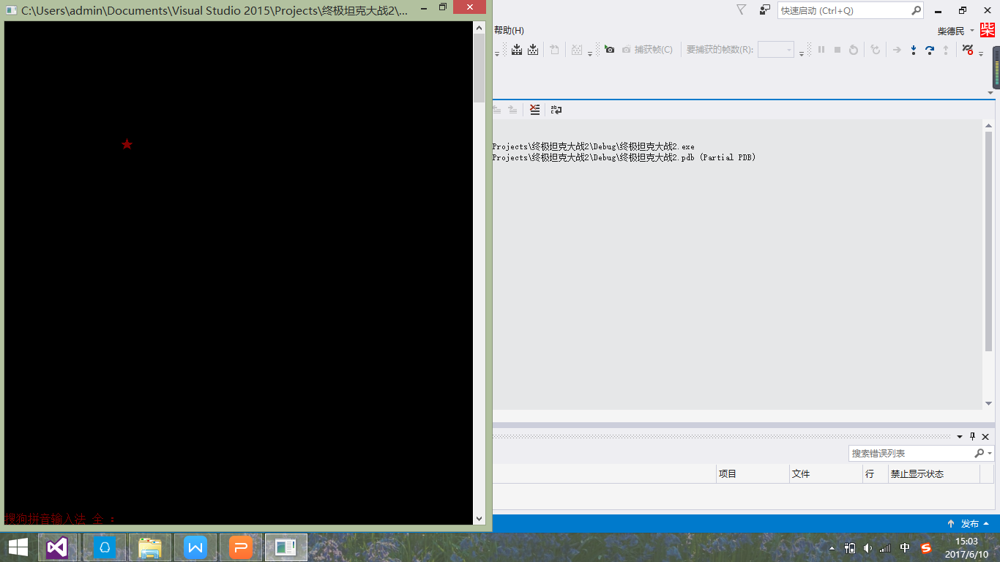 C:\Users\admin\Documents\Visual Studio 2015\Projects\终极坦克大战2\...
快速启动 (Ctrl+Q)
帮助(H)
柴德民
柴
捕获帧(C)
要捕获的帧数(R):
Projects\终极坦克大战2\Debug\终极坦克大战2.exe
Projects\终极坦克大战2\Debug\终极坦克大战2.pdb (Partial PDB)
搜索错误列表
项目
文件
行
禁止显示状态
搜狗拼音输入法 全 :
发布
中
15:03
2017/6/10